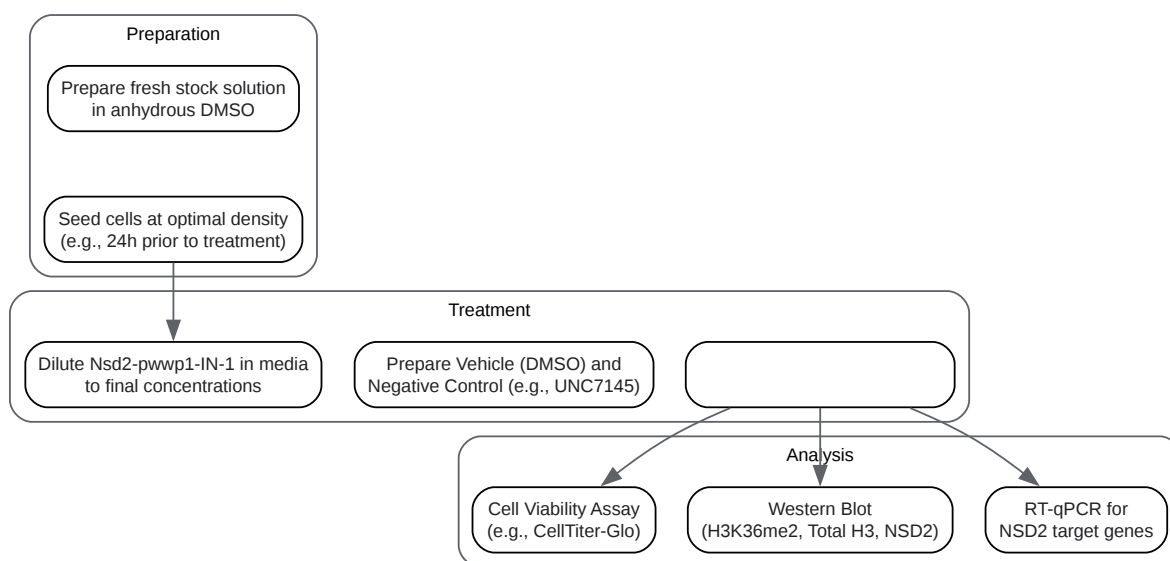 Preparation
Prepare fresh stock solution
in anhydrous DMSO
Seed cells at optimal density
(e.g., 24h prior to treatment)
Treatment
Dilute Nsd2-pwwp1-IN-1 in media
to final concentrations
Prepare Vehicle (DMSO) and
Negative Control (e.g., UNC7145)
Analysis
Cell Viability Assay
(e.g., CellTiter-Glo)
Western Blot
(H3K36me2, Total H3, NSD2)
RT-qPCR for
NSD2 target genes